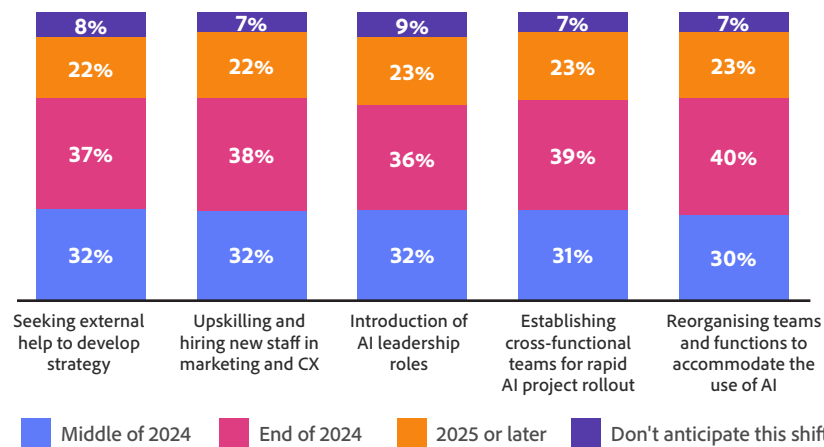 8% 7% 9% 7% 7%
22% 22% 23% 23% 23%
37% 38% 36% 39% 40%
32% 32% 32% 31% 30%
Seeking external
help to develop
strategy
Upskilling and
hiring new staff in
marketing and CX
Introduction of
AI leadership
roles
Establishing
cross-functional
teams for rapid
AI project rollout
Reorganising teams
and functions to
accommodate the
use of AI
Middle of 2024 End of 2024 2025 or later Don't anticipate this shift